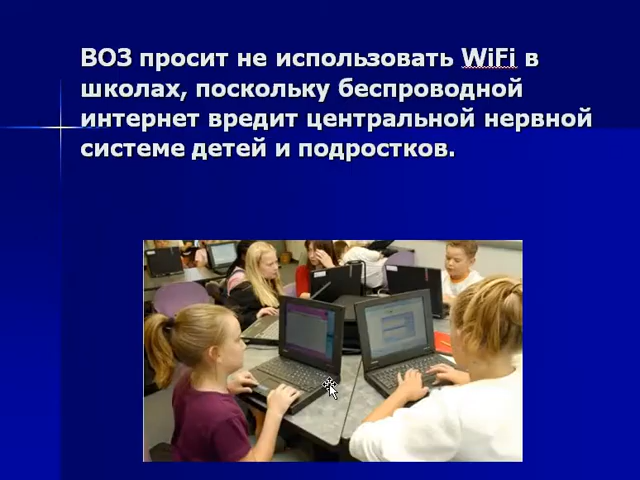 ВОЗ просит не использовать WiFi в
школах, поскольку беспроводной
интернет вредит центральной нервной
системе детей и подростков.